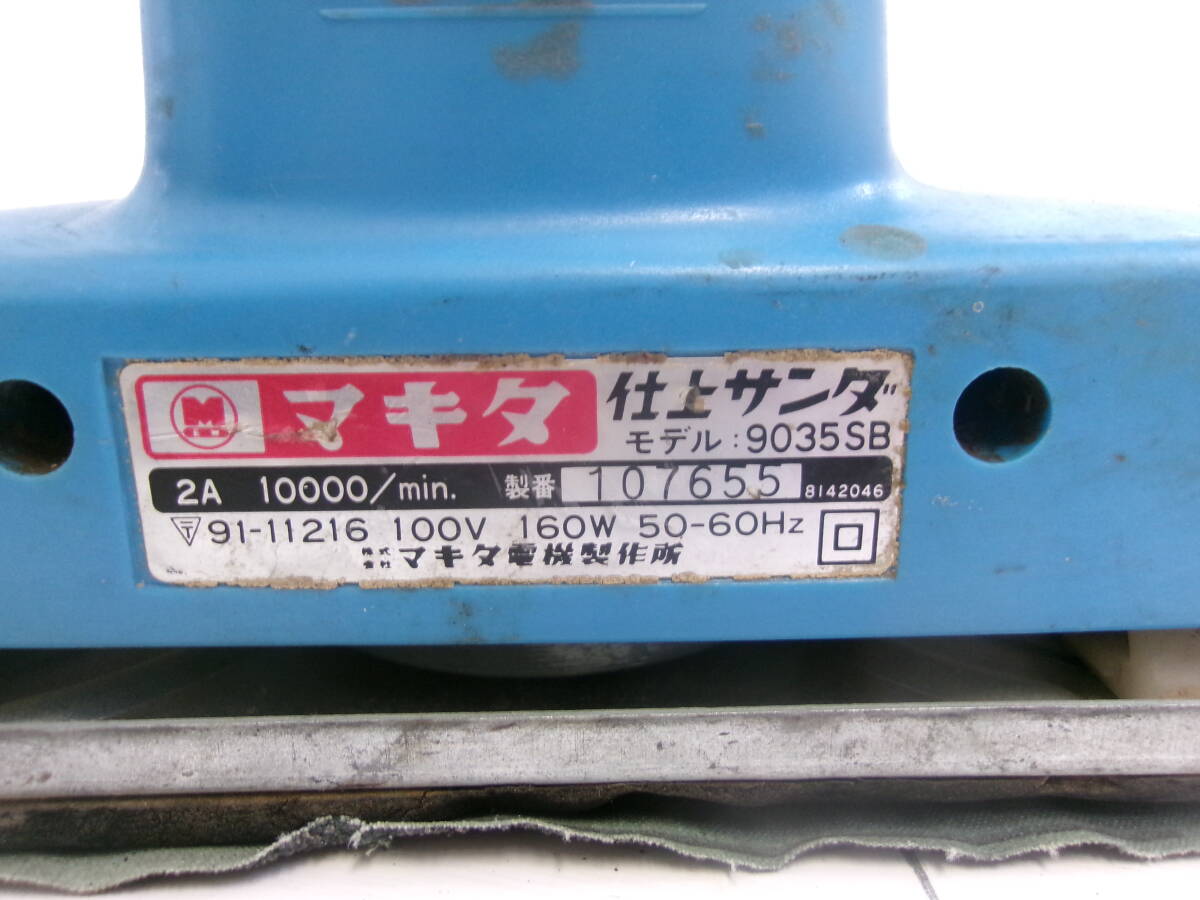 M マキタ 仕上サンダ
モデル:9035SB
2A 10000/min. 製番 107655 8142046
〒 91-11216 100V 160W 50-60Hz
株式会社 マキタ電機製作所